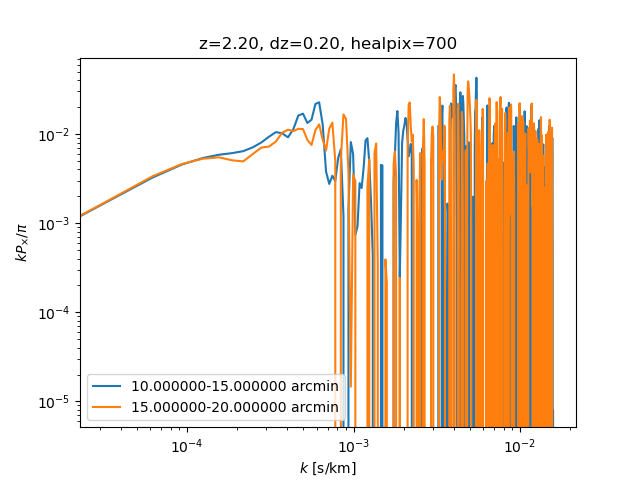 z=2.20, dz=0.20, healpix=700
kPₓ/π
10⁻²
10⁻³
10⁻⁴
10⁻⁵
10.000000-15.000000 arcmin
15.000000-20.000000 arcmin
10⁻⁴ 10⁻³ 10⁻²
k [s/km]